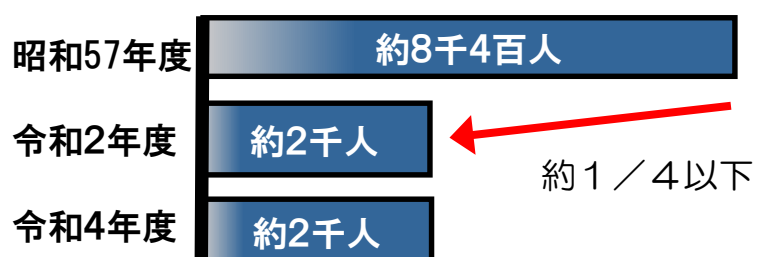 昭和57年度
約8千4百人
令和2年度
約2千人
約１／４以下
令和4年度
約2千人